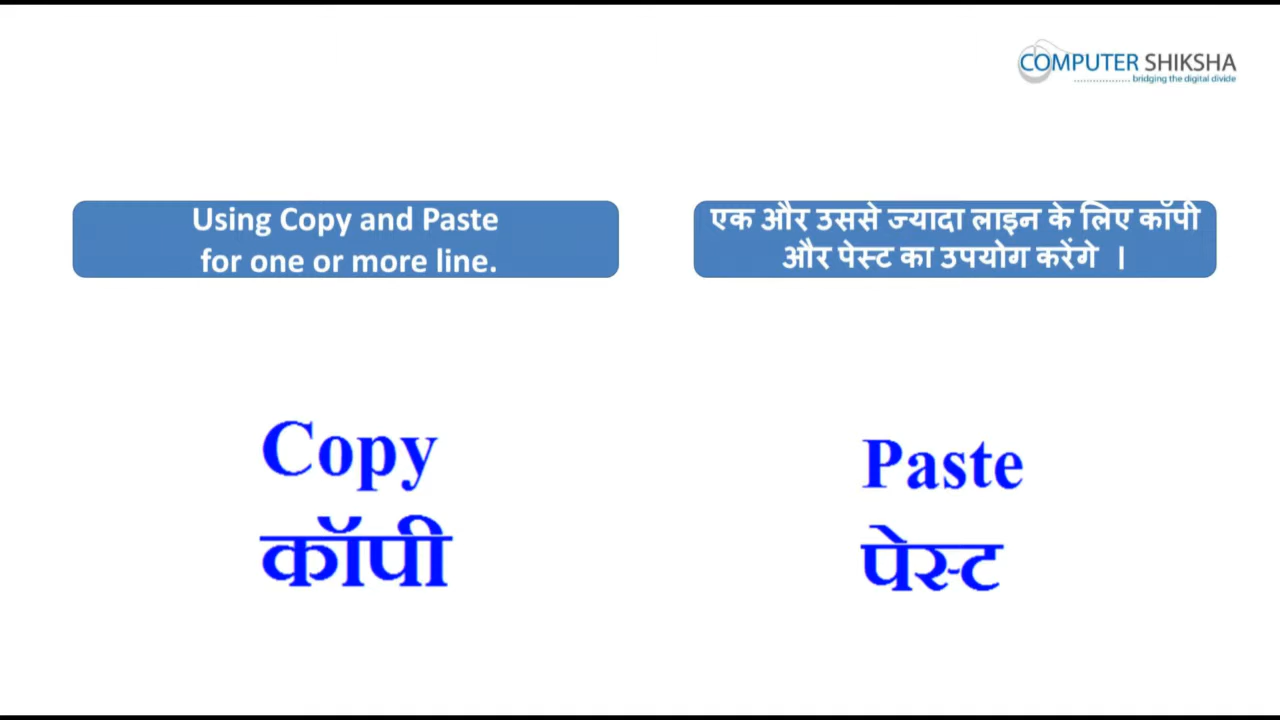 COMPUTER SHIKSHA
bridging the digital divide
Using Copy and Paste
for one or more line.
एक और उससे ज्यादा लाइन के लिए कॉपी
और पेस्ट का उपयोग करेंगे ।
Copy
कॉपी
Paste
पेस्ट